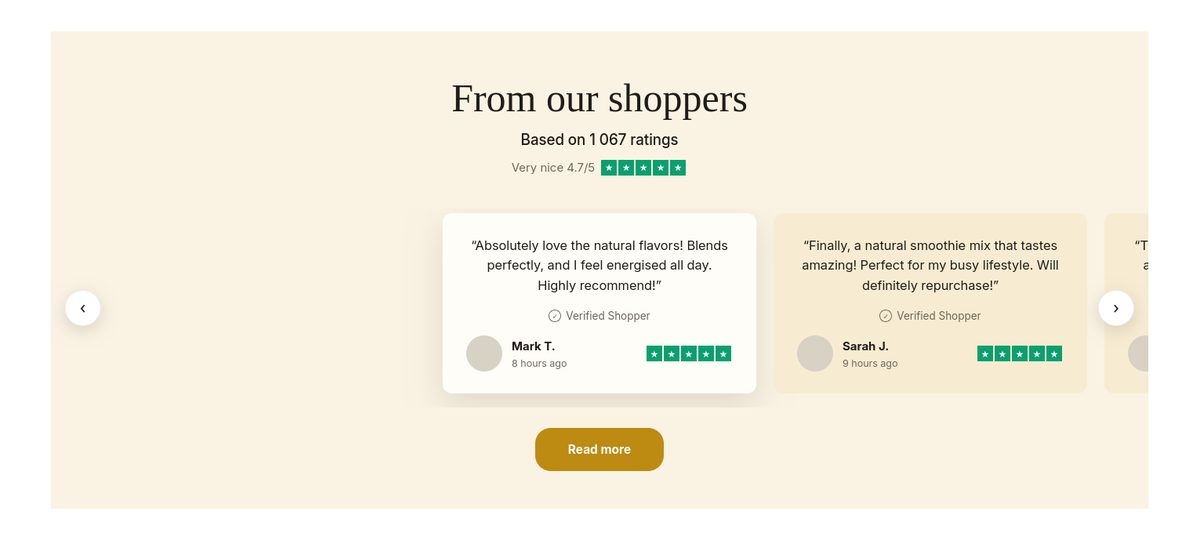 From our shoppers
Based on 1 067 ratings
Very nice 4.7/5
“Absolutely love the natural flavors! Blends
perfectly, and I feel energised all day.
Highly recommend!”
Verified Shopper
Mark T.
8 hours ago
“Finally, a natural smoothie mix that tastes
amazing! Perfect for my busy lifestyle. Will
definitely repurchase!”
Verified Shopper
Sarah J.
9 hours ago
Read more